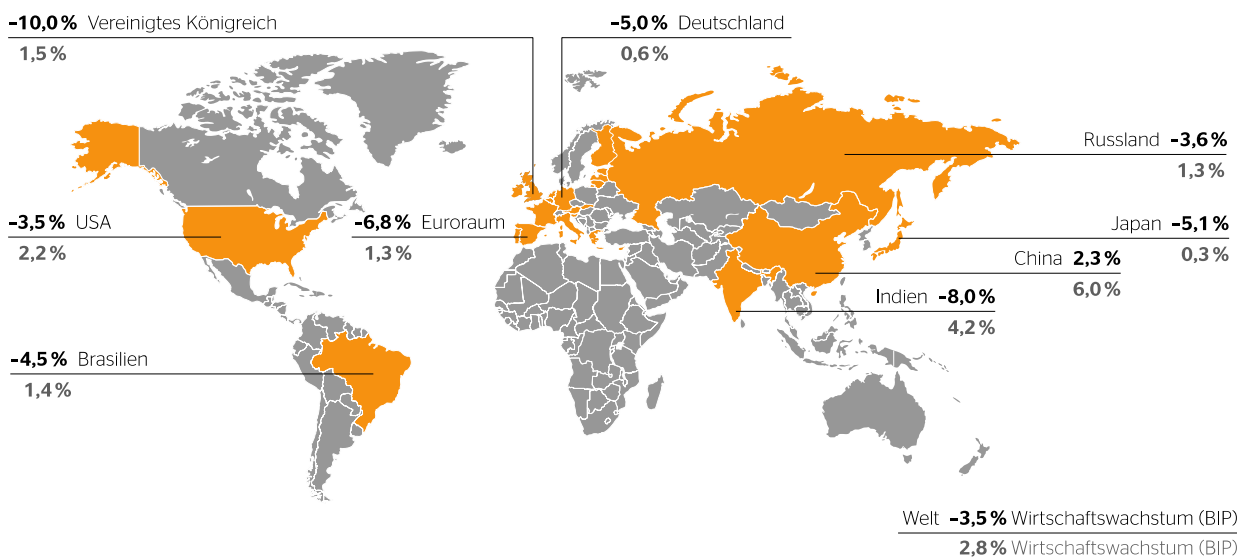 -10,0 % Vereinigtes Königreich
1,5 %
-5,0 % Deutschland
0,6 %
Russland -3,6 %
1,3 %
-3,5 % USA
2,2 %
-6,8 % Euroraum
1,3 %
Japan -5,1 %
0,3 %
China 2,3 %
6,0 %
Indien -8,0 %
4,2 %
-4,5 % Brasilien
1,4 %
Welt -3,5 % Wirtschaftswachstum (BIP)
2,8 % Wirtschaftswachstum (BIP)